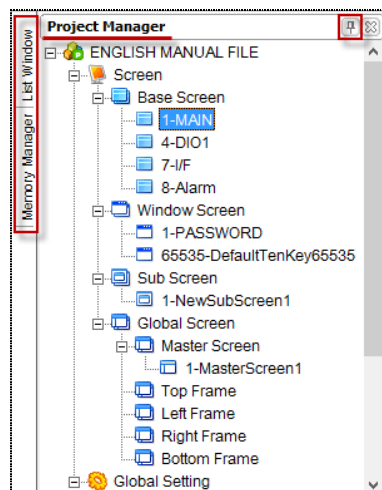 Project Manager
List Window
Memory Manager
ENGLISH MANUAL FILE
Screen
Base Screen
1-MAIN
4-DIO1
7-I/F
8-Alarm
Window Screen
1-PASSWORD
65535-DefaultTenKey65535
Sub Screen
1-NewSubScreen1
Global Screen
Master Screen
1-MasterScreen1
Top Frame
Left Frame
Right Frame
Bottom Frame
Global Setting